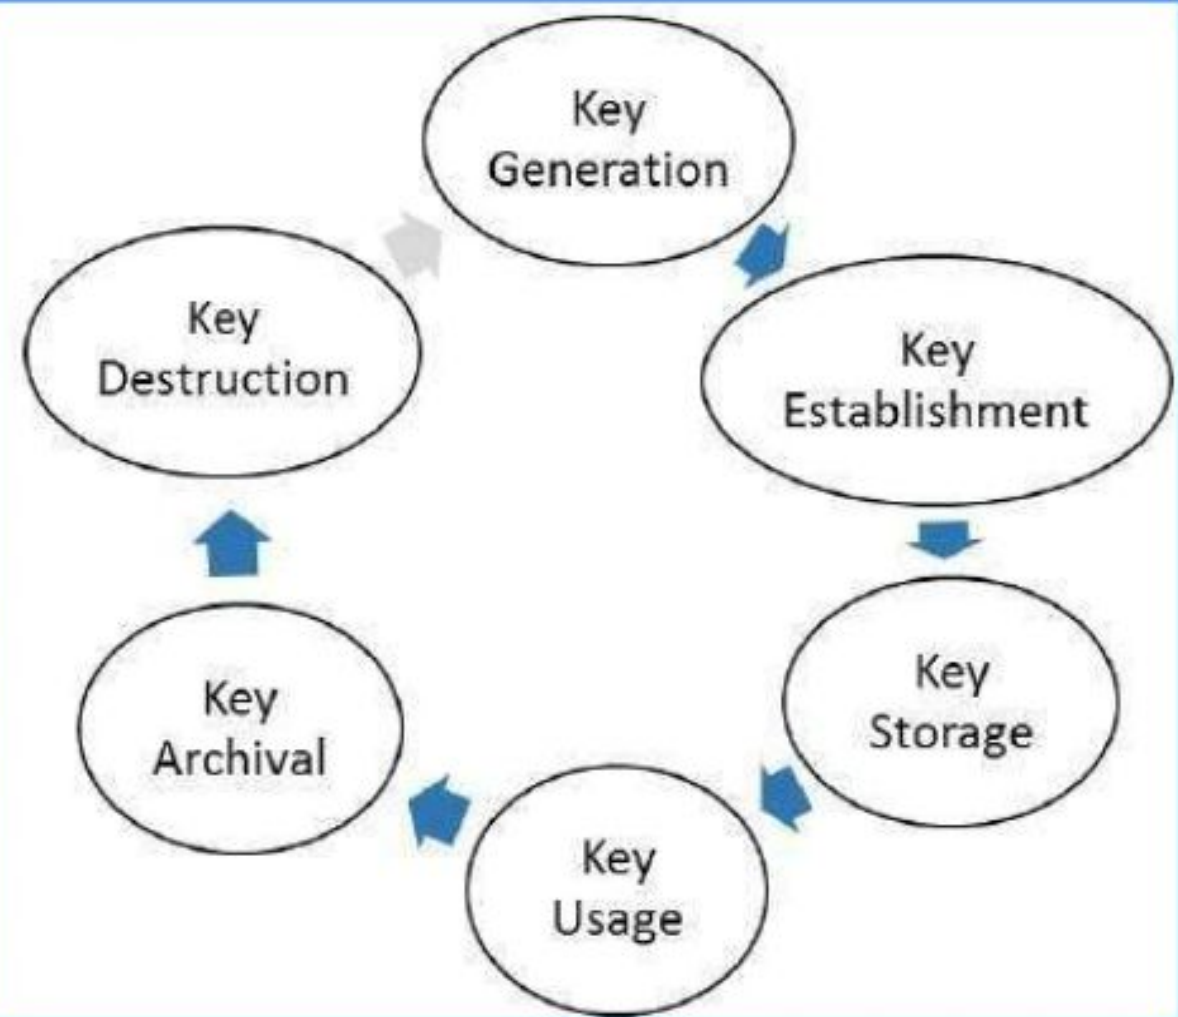 Key
Generation
Key
Establishment
Key
Storage
Key
Usage
Key
Archival
Key
Destruction